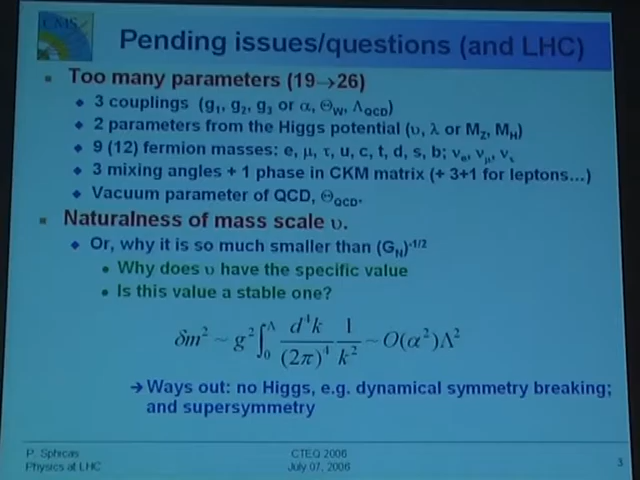 CMS
Pending issues/questions (and LHC)
Too many parameters (19→26)
3 couplings (g₁, g₂, g₃ or α, Θ_W, Λ_QCD)
2 parameters from the Higgs potential (υ, λ or M_Z, M_H)
9 (12) fermion masses: e, μ, τ, u, c, t, d, s, b; ν_e, ν_μ, ν_τ
3 mixing angles + 1 phase in CKM matrix (+ 3+1 for leptons…)
Vacuum parameter of QCD, Θ_QCD.
Naturalness of mass scale υ.
Or, why it is so much smaller than (G_N)^-1/2
Why does υ have the specific value
Is this value a stable one?
δm² ~ g² ∫₀^Λ d⁴k/(2π)⁴ 1/k² ~ O(α²)Λ²
→ Ways out: no Higgs, e.g. dynamical symmetry breaking;
and supersymmetry
P. Sphicas
Physics at LHC
CTEQ 2006
July 07, 2006
3